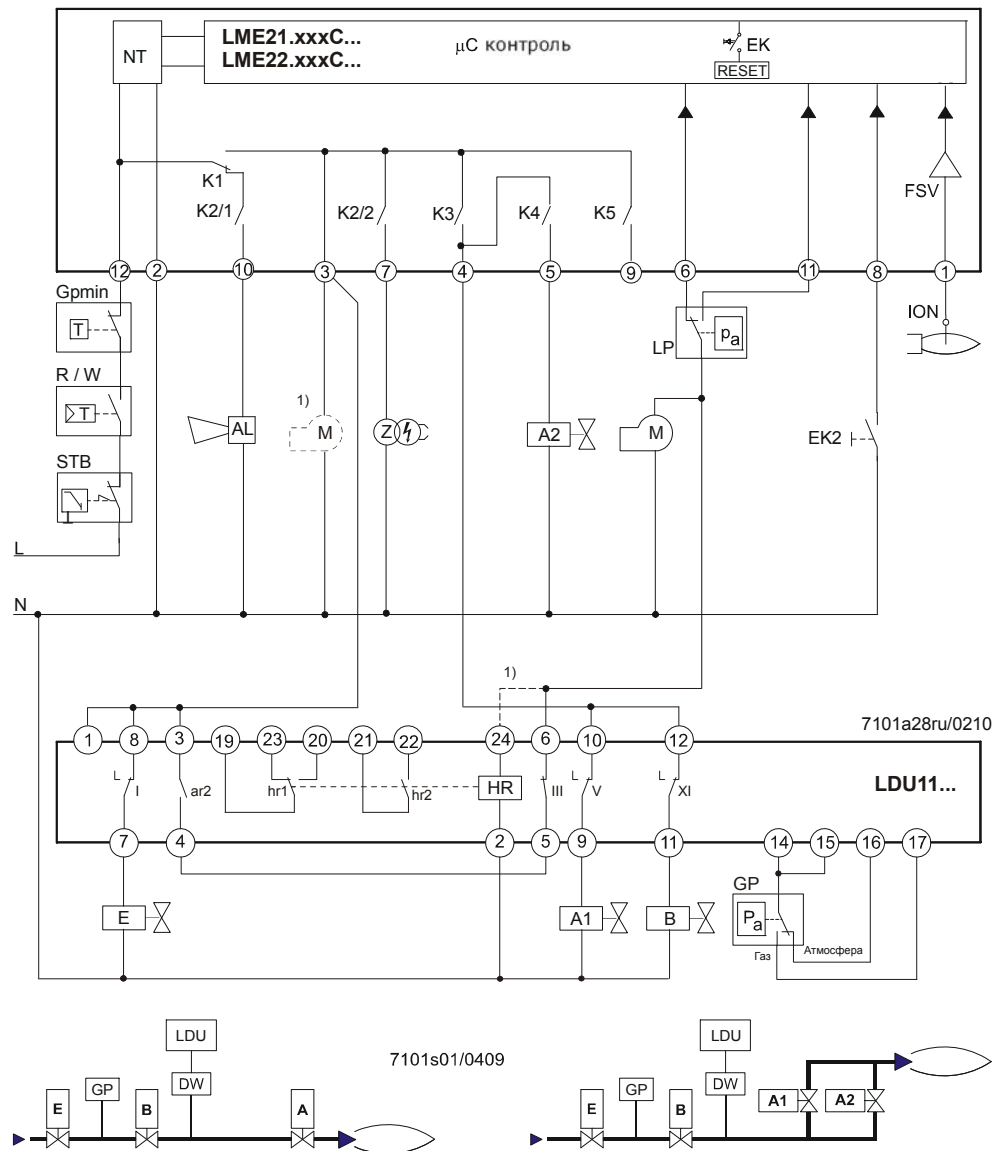 LME21.xxxC...
LME22.xxxC...
NT
µC контроль
EK
RESET
FSV
K1
K2/1
K2/2
K3
K4
K5
12
2
10
3
7
4
5
9
6
11
8
1
Gpmin
T
R / W
T
STB
L
N
AL
1)
M
Z
A2
LP
pa
M
ION
EK2
1)
7101a28ru/0210
1
8
3
19
23
20
21
22
24
6
10
12
LDU11...
I
ar2
hr1
hr2
HR
III
V
XI
7
4
2
5
9
11
14
15
16
17
E
A1
B
GP
Pa
Газ
Атмосфера
7101s01/0409
LDU
DW
GP
E
B
A
LDU
DW
GP
E
B
A1
A2